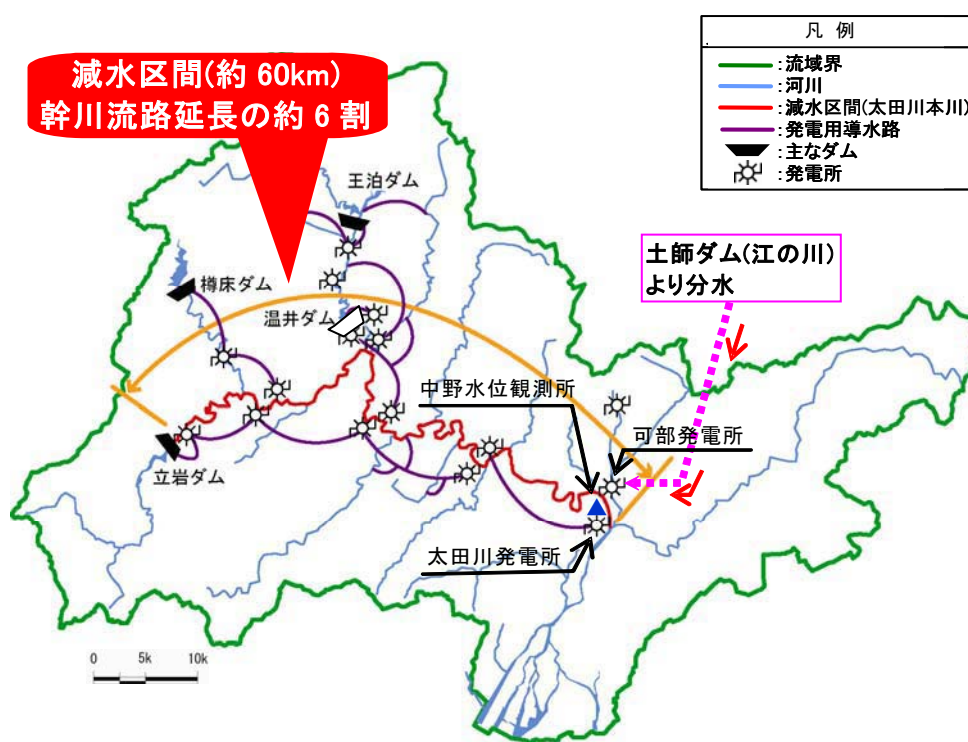 減水区間(約 60km)
幹川流路延長の約 6 割
凡 例
:流域界
:河川
:減水区間(太田川本川)
:発電用導水路
:主なダム
:発電所
王泊ダム
土師ダム(江の川)
より分水
樽床ダム
温井ダム
中野水位観測所
可部発電所
立岩ダム
太田川発電所
0 5k 10k